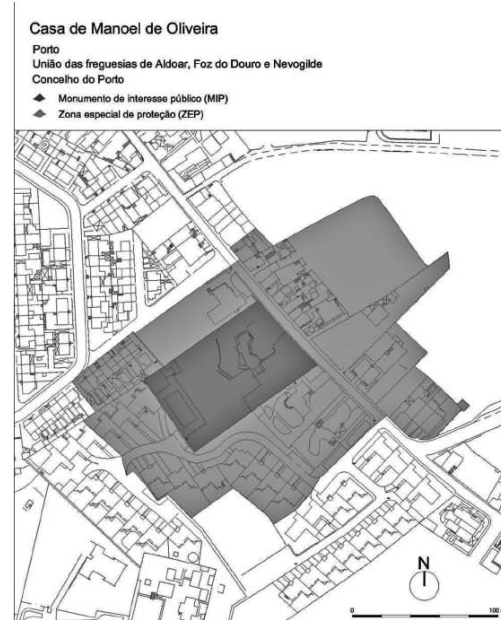 Casa de Manoel de Oliveira
Porto
União das freguesias de Aldoar, Foz do Douro e Nevogilde
Concelho do Porto
Monumento de interesse público (MIP)
Zona especial de proteção (ZEP)
N
0 100